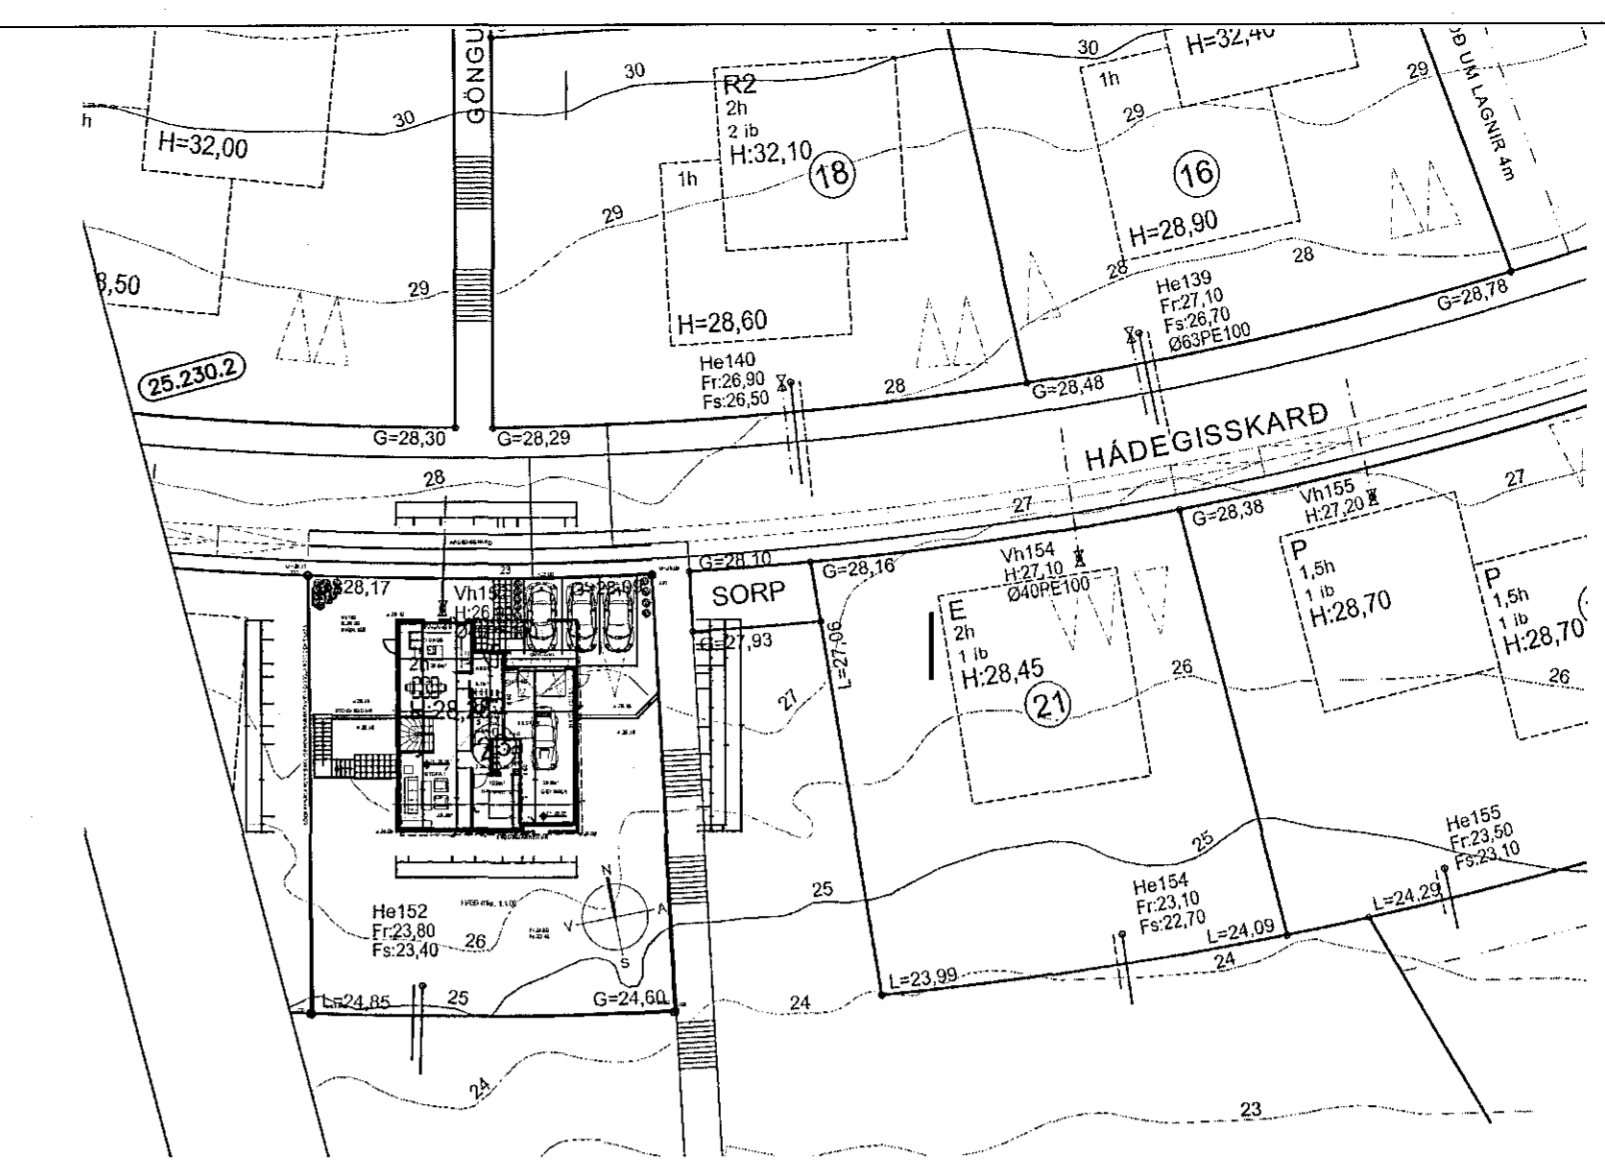 GÖNGU
H=32,40
ÖÐ UM LAGNIR 4m
30
30
30
29
1h
29
R2
2h
2 ib
H:32,10
18
1h
16
h
H=32,00
29
29
H=28,90
28
28
8,50
H=28,60
He139
Fr:27,10
Fs:26,70
Ø63PE100
G=28,78
25.230.2
He140
Fr:26,90
Fs:26,50
28
G=28,48
G=28,30
G=28,29
HÁDEGISSKARÐ
28
27
27
Vh155
H:27,20
G=28,38
G=28,10
G=28,16
Vh154
H:27,10
Ø40PE100
28,17
SORP
G=27,93
L=27,06
27
E
2h
1 ib
H:28,45
21
26
P
1,5h
1 ib
H:28,70
P
1,5h
1 ib
H:28,70
26
25
25
He155
Fr:23,50
Fs:23,10
N
V
A
S
He152
Fr:23,80
Fs:23,40
26
He154
Fr:23,10
Fs:22,70
L=24,29
L=24,09
24
L=23,99
L=24,85
25
G=24,60
24
24
23